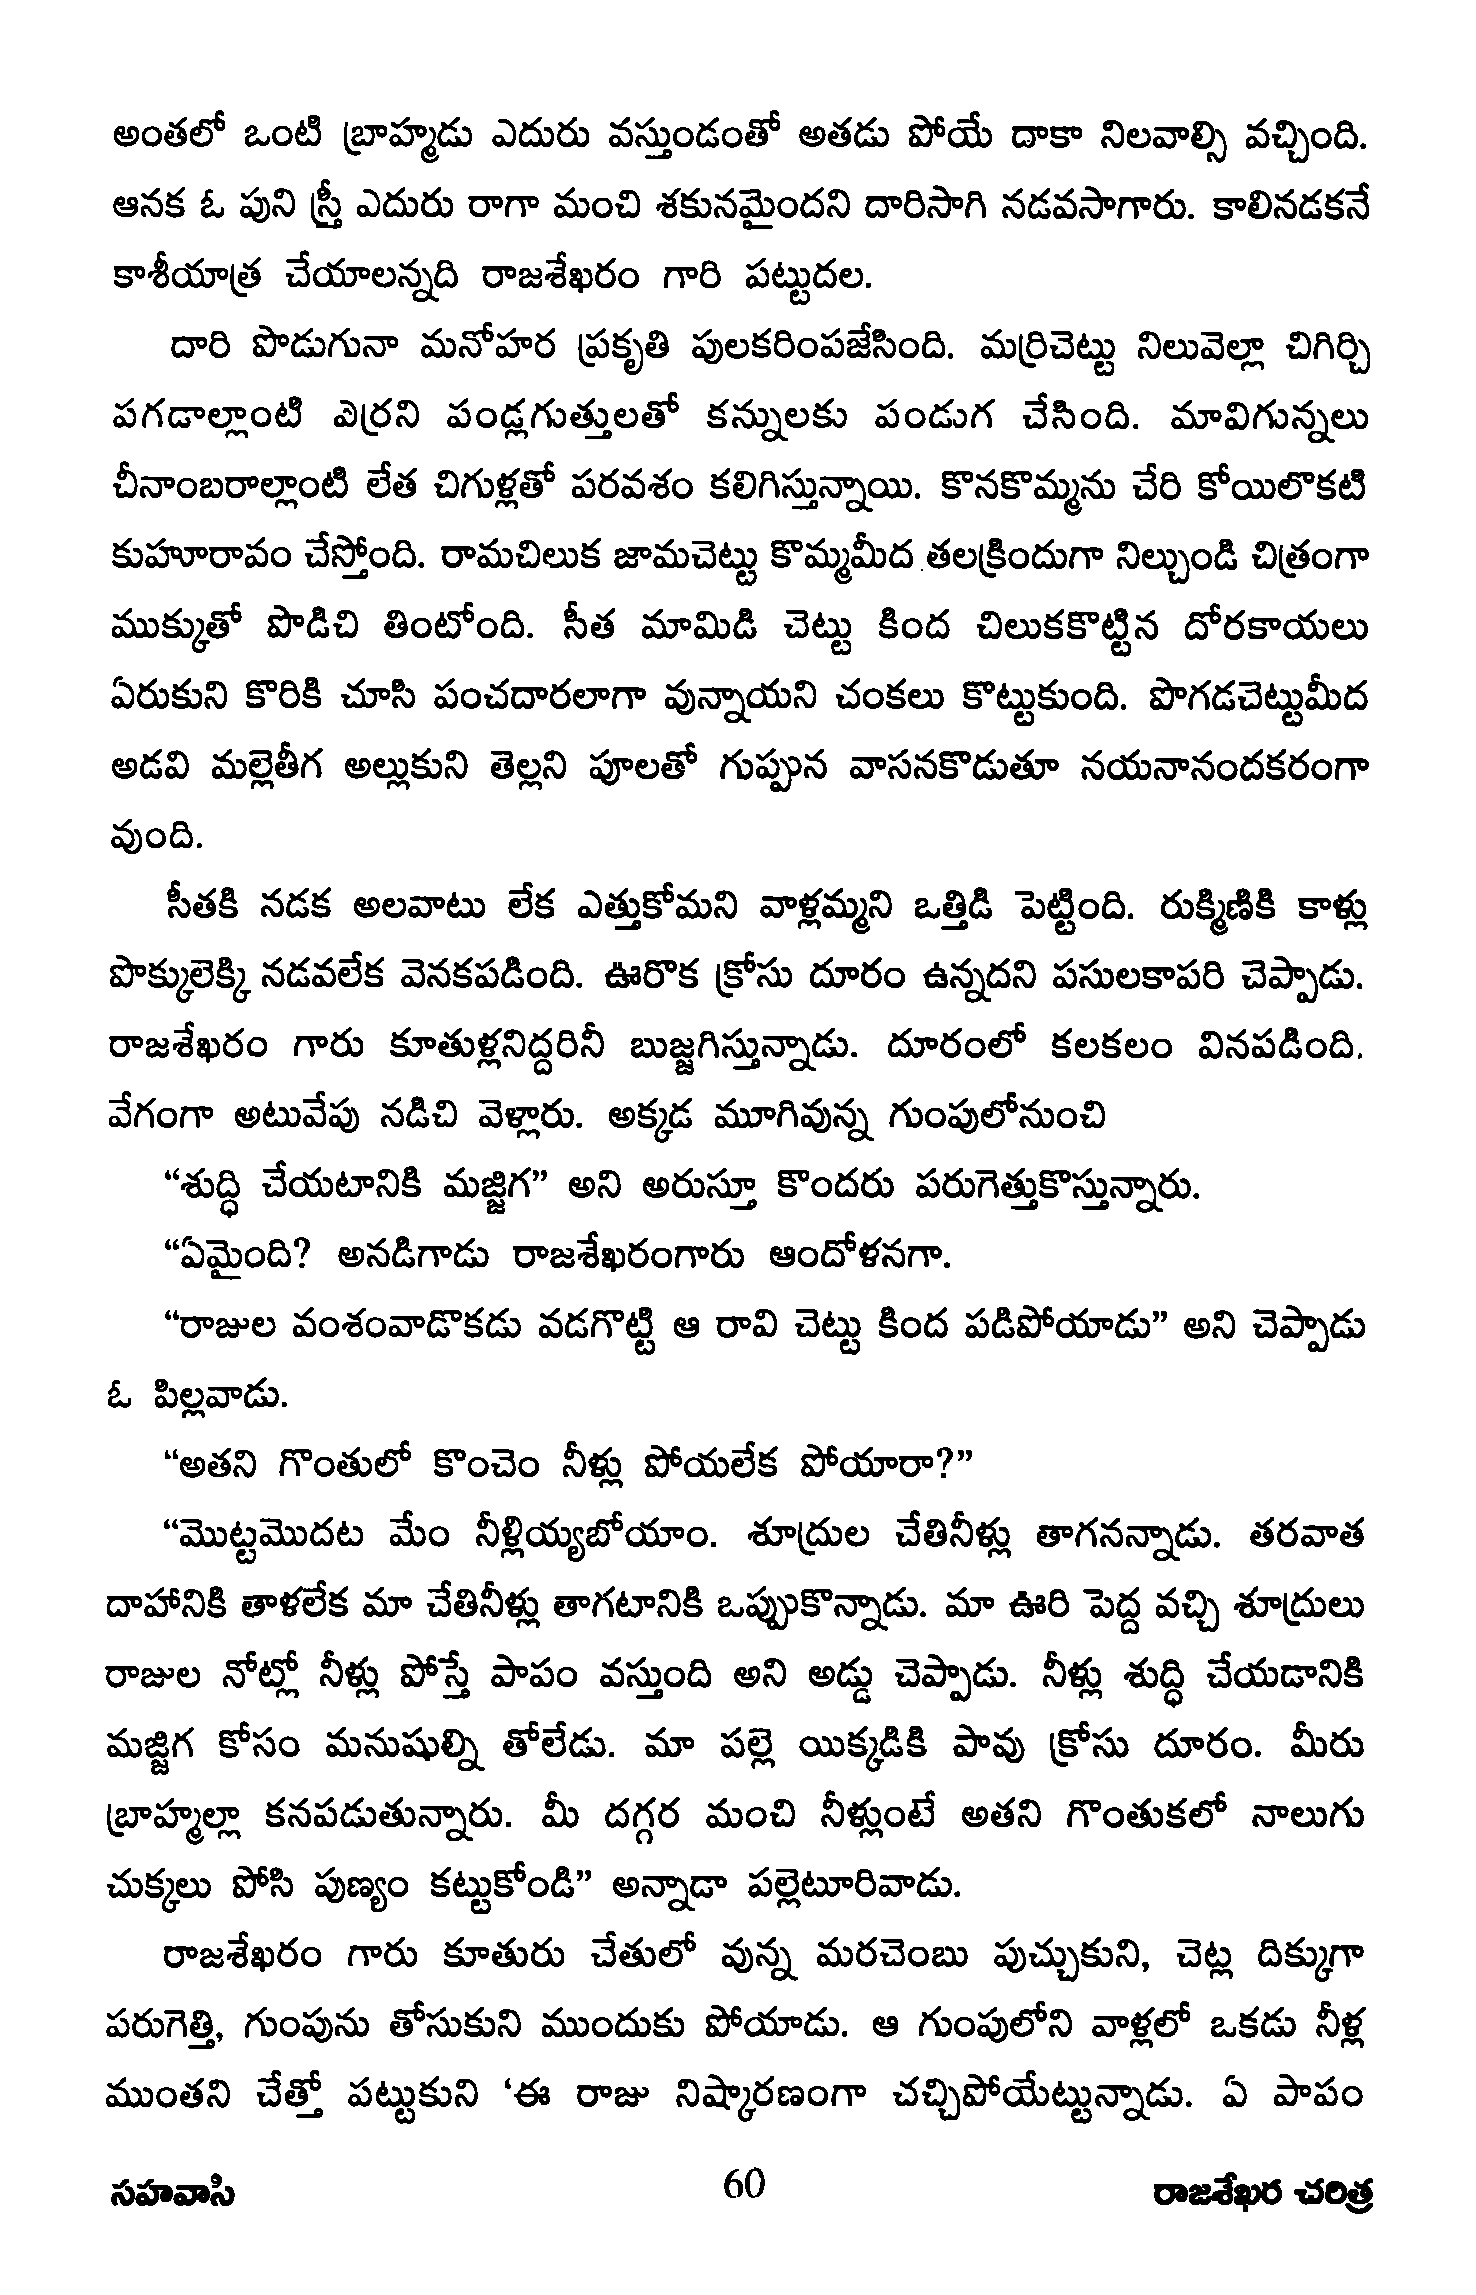 అంతలో ఒంటి బ్రాహ్మడు ఎదురు వస్తుండంతో అతడు పోయే దాకా నిలవాల్సి వచ్చింది.
ఆనక ఓ పుని స్త్రీ ఎదురు రాగా మంచి శకునమైందని దారిసాగి నడవసాగారు. కాలినడకనే
కాశీయాత్ర చేయాలన్నది రాజశేఖరం గారి పట్టుదల.
దారి పొడుగునా మనోహర ప్రకృతి పులకరింపజేసింది. మర్రిచెట్టు నిలువెల్లా చిగిర్చి
పగడాల్లాంటి ఎర్రని పండ్లగుత్తులతో కన్నులకు పండుగ చేసింది. మావిగున్నలు
చీనాంబరాల్లాంటి లేత చిగుళ్లతో పరవశం కలిగిస్తున్నాయి. కొనకొమ్మను చేరి కోయిలొకటి
కుహూరావం చేస్తోంది. రామచిలుక జామచెట్టు కొమ్మమీద తలక్రిందుగా నిల్చుండి చిత్రంగా
ముక్కుతో పొడిచి తింటోంది. సీత మామిడి చెట్టు కింద చిలుకకొట్టిన దోరకాయలు
ఏరుకుని కొరికి చూసి పంచదారలాగా వున్నాయని చంకలు కొట్టుకుంది. పొగడచెట్టుమీద
అడవి మల్లెతీగ అల్లుకుని తెల్లని పూలతో గుప్పున వాసనకొడుతూ నయనానందకరంగా
వుంది.
సీతకి నడక అలవాటు లేక ఎత్తుకోమని వాళ్లమ్మని ఒత్తిడి పెట్టింది. రుక్మిణికి కాళ్లు
పొక్కులెక్కి నడవలేక వెనకపడింది. ఊరొక క్రోసు దూరం ఉన్నదని పసులకాపరి చెప్పాడు.
రాజశేఖరం గారు కూతుళ్లనిద్దరినీ బుజ్జగిస్తున్నాడు. దూరంలో కలకలం వినపడింది.
వేగంగా అటువేపు నడిచి వెళ్లారు. అక్కడ మూగివున్న గుంపులోనుంచి
“శుద్ధి చేయటానికి మజ్జిగ” అని అరుస్తూ కొందరు పరుగెత్తుకొస్తున్నారు.
“ఏమైంది? అనడిగాడు రాజశేఖరంగారు ఆందోళనగా.
“రాజుల వంశంవాడొకడు వడగొట్టి ఆ రావి చెట్టు కింద పడిపోయాడు” అని చెప్పాడు
ఓ పిల్లవాడు.
“అతని గొంతులో కొంచెం నీళ్లు పోయలేక పోయారా?”
“మొట్టమొదట మేం నీళ్లియ్యబోయాం. శూద్రుల చేతినీళ్లు తాగనన్నాడు. తరవాత
దాహానికి తాళలేక మా చేతినీళ్లు తాగటానికి ఒప్పుకొన్నాడు. మా ఊరి పెద్ద వచ్చి శూద్రులు
రాజుల నోట్లో నీళ్లు పోస్తే పాపం వస్తుంది అని అడ్డు చెప్పాడు. నీళ్లు శుద్ధి చేయడానికి
మజ్జిగ కోసం మనుషుల్ని తోలేడు. మా పల్లె యిక్కడికి పావు క్రోసు దూరం. మీరు
బ్రాహ్మల్లా కనపడుతున్నారు. మీ దగ్గర మంచి నీళ్లుంటే అతని గొంతుకలో నాలుగు
చుక్కలు పోసి పుణ్యం కట్టుకోండి” అన్నాడా పల్లెటూరివాడు.
రాజశేఖరం గారు కూతురు చేతులో వున్న మరచెంబు పుచ్చుకుని, చెట్ల దిక్కుగా
పరుగెత్తి, గుంపును తోసుకుని ముందుకు పోయాడు. ఆ గుంపులోని వాళ్లలో ఒకడు నీళ్ల
ముంతని చేత్తో పట్టుకుని ‘ఈ రాజు నిష్కారణంగా చచ్చిపోయేట్టున్నాడు. ఏ పాపం
సహవాసి 60 రాజశేఖర చరిత్ర